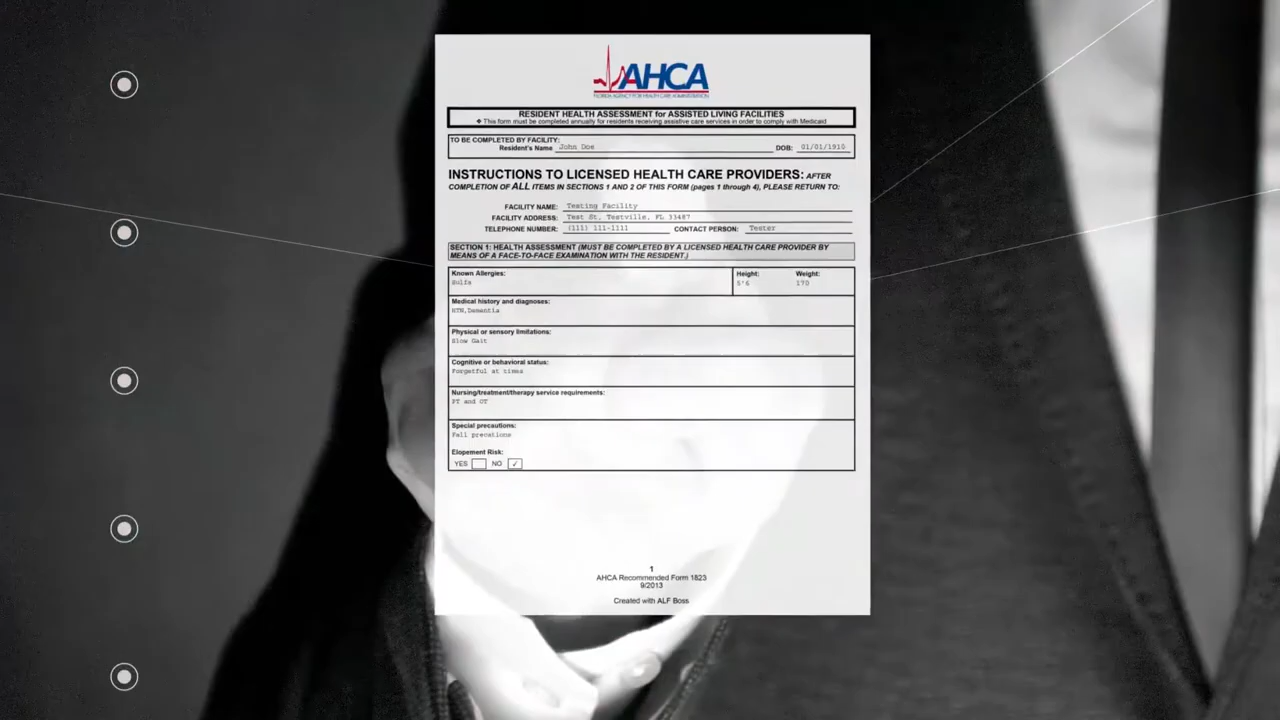 AHCA
FLORIDA AGENCY FOR HEALTH CARE ADMINISTRATION
RESIDENT HEALTH ASSESSMENT for ASSISTED LIVING FACILITIES
❖ This form must be completed annually for residents receiving assistive care services in order to comply with Medicaid
TO BE COMPLETED BY FACILITY:
Resident's Name John Doe DOB: 01/01/1910
INSTRUCTIONS TO LICENSED HEALTH CARE PROVIDERS: AFTER
COMPLETION OF ALL ITEMS IN SECTIONS 1 AND 2 OF THIS FORM (pages 1 through 4), PLEASE RETURN TO:
FACILITY NAME: Testing Facility
FACILITY ADDRESS: Test St, Testville, FL 33487
TELEPHONE NUMBER: (111) 111-1111 CONTACT PERSON: Tester
SECTION 1: HEALTH ASSESSMENT (MUST BE COMPLETED BY A LICENSED HEALTH CARE PROVIDER BY
MEANS OF A FACE-TO-FACE EXAMINATION WITH THE RESIDENT.)
Known Allergies: Height: Weight:
Sulfa 5'6 170
Medical history and diagnoses:
HTN,Dementia
Physical or sensory limitations:
Slow Gait
Cognitive or behavioral status:
Forgetful at times
Nursing/treatment/therapy service requirements:
PT and OT
Special precautions:
Fall precations
Elopement Risk:
YES NO ✓
1
AHCA Recommended Form 1823
9/2013
Created with ALF Boss